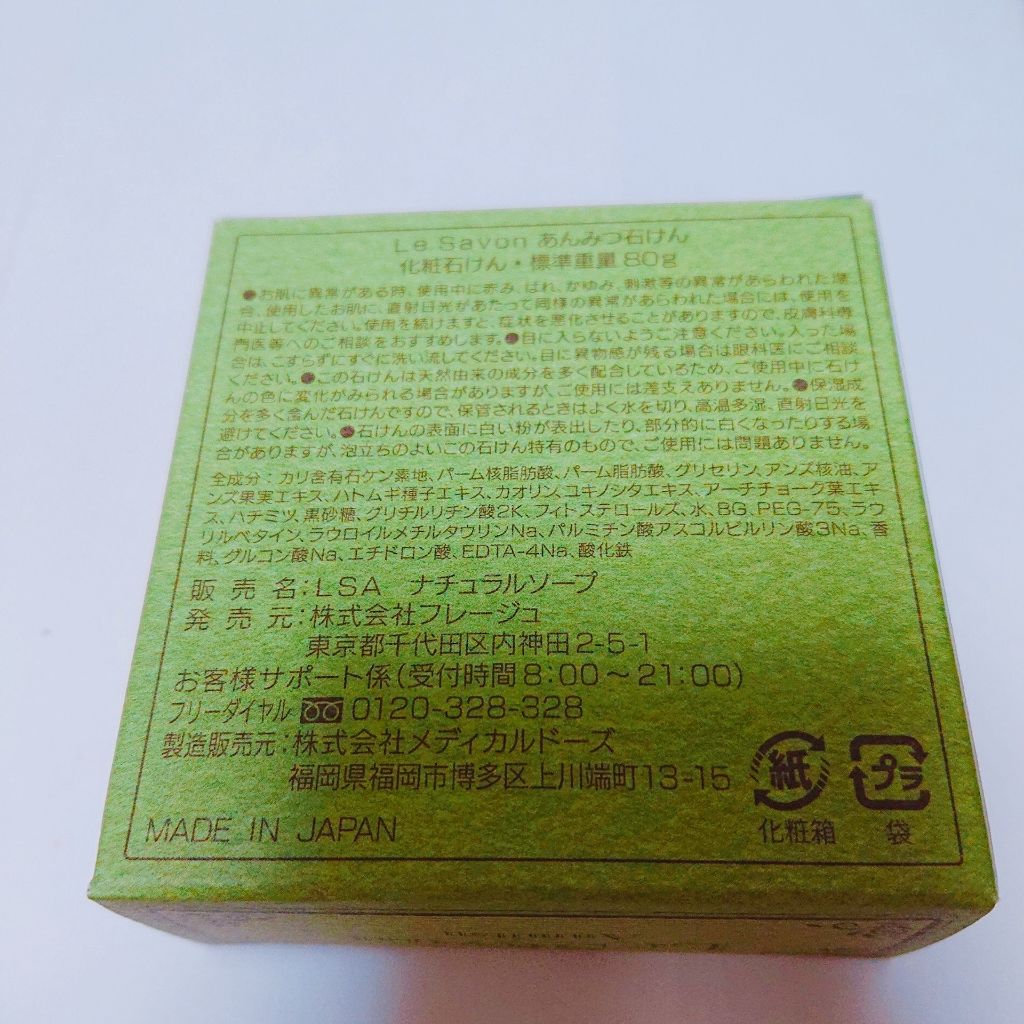 Le Savon あんみつ石けん
化粧石けん・標準重量80g
●お肌に異常がある時、使用中に赤み、はれ、かゆみ、刺激等の異常があらわれた場
合、使用したお肌に、直射日光があたって同様の異常があらわれた場合には、使用を
中止してください。使用を続けますと、症状を悪化させることがありますので、皮膚科専
門医等へのご相談をおすすめします。●目に入らないようご注意ください。入った場
合は、こすらずにすぐに洗い流してください。目に異物感が残る場合は眼科医にご相談
ください。●この石けんは天然由来の成分を多く配合しているため、ご使用中に石け
んの色に変化がみられる場合がありますが、ご使用には差支えありません。●保湿成
分を多く含んだ石けんですので、保管されるときはよく水を切り、高温多湿、直射日光を
避けてください。●石けんの表面に白い粉が表出したり、部分的に白くなったりする場
合がありますが、泡立ちのよいこの石けん特有のもので、ご使用には問題ありません。
全成分：カリ含有石ケン素地、パーム核脂肪酸、パーム脂肪酸、グリセリン、アンズ核油、ア
ンズ果実エキス、ハトムギ種子エキス、カオリン、ユキノシタエキス、アーチチョーク葉エキ
ス、ハチミツ、黒砂糖、グリチルリチン酸2K、フィトステロールズ、水、BG、PEG-75、ラウ
リルベタイン、ラウロイルメチルタウリンNa、パルミチン酸アスコルビルリン酸3Na、香
料、グルコン酸Na、エチドロン酸、EDTA-4Na、酸化鉄
販売名：LSA ナチュラルソープ
発売元：株式会社フレージュ
東京都千代田区内神田2-5-1
お客様サポート係(受付時間8:00～21:00)
フリーダイヤル 0120-328-328
製造販売元：株式会社メディカルドーズ
福岡県福岡市博多区上川端町13-15
MADE IN JAPAN
紙
化粧箱
プラ
袋